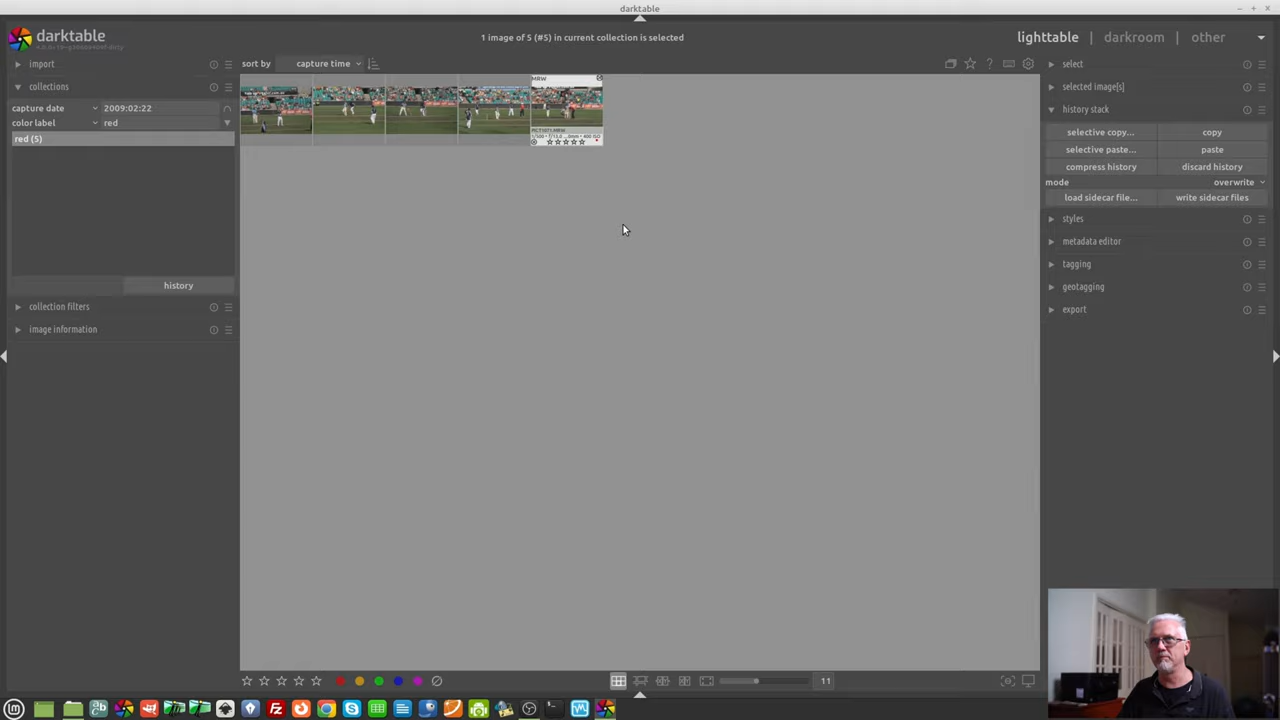 darktable
darktable
1 image of 5 (#5) in current collection is selected
lighttable | darkroom | other
import
sort by capture time
select
collections
selected image[s]
capture date 2009:02:22
history stack
color label red
red (5)
MRW
selective copy... copy
selective paste... paste
compress history discard history
mode overwrite
load sidecar file... write sidecar files
styles
metadata editor
tagging
history
geotagging
collection filters
export
image information
11